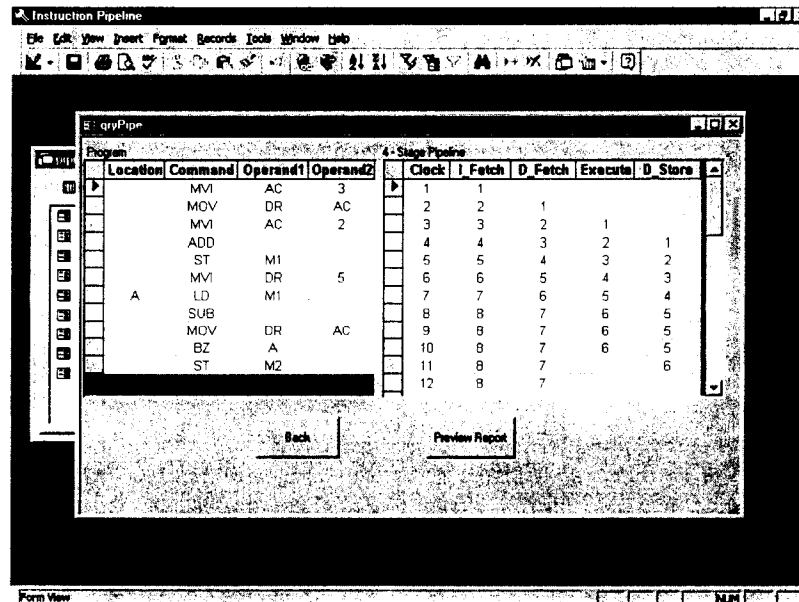 Instruction Pipeline
File Edit View Insert Format Records Tools Window Help
qryPipe
Program
Location Command Operand1 Operand2
MVI AC 3
MOV DR AC
MVI AC 2
ADD
ST M1
MVI DR 5
A LD M1
SUB
MOV DR AC
BZ A
ST M2
4 - Stage Pipeline
Clock I_Fetch D_Fetch Execute D_Store
1 1
2 2 1
3 3 2 1
4 4 3 2 1
5 5 4 3 2
6 6 5 4 3
7 7 6 5 4
8 8 7 6 5
9 8 7 6 5
10 8 7 6 5
11 8 7 6
12 8 7
Back
Preview Report
Form View
NUM